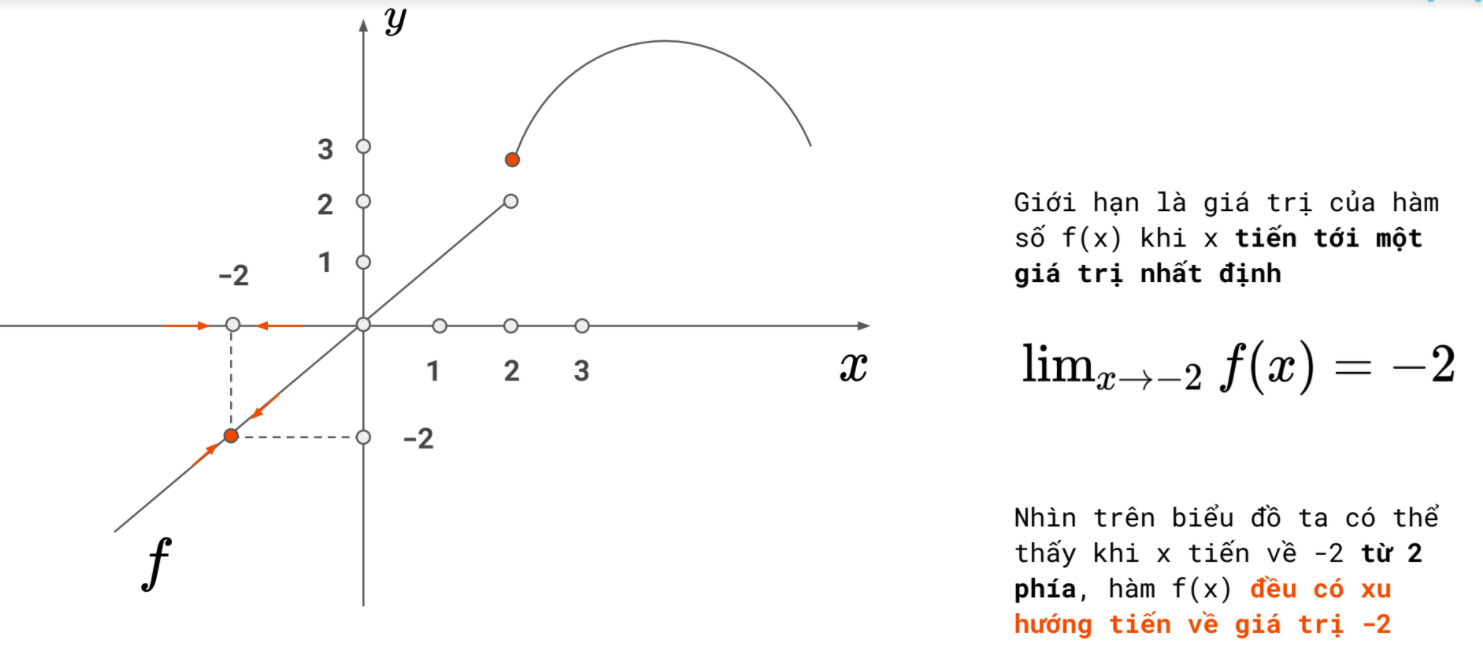 y
3
2
1
-2
1
2
3
x
-2
f
Giới hạn là giá trị của hàm
số f(x) khi x tiến tới một
giá trị nhất định
lim_{x→-2} f(x) = -2
Nhìn trên biểu đồ ta có thể
thấy khi x tiến về -2 từ 2
phía, hàm f(x) đều có xu
hướng tiến về giá trị -2